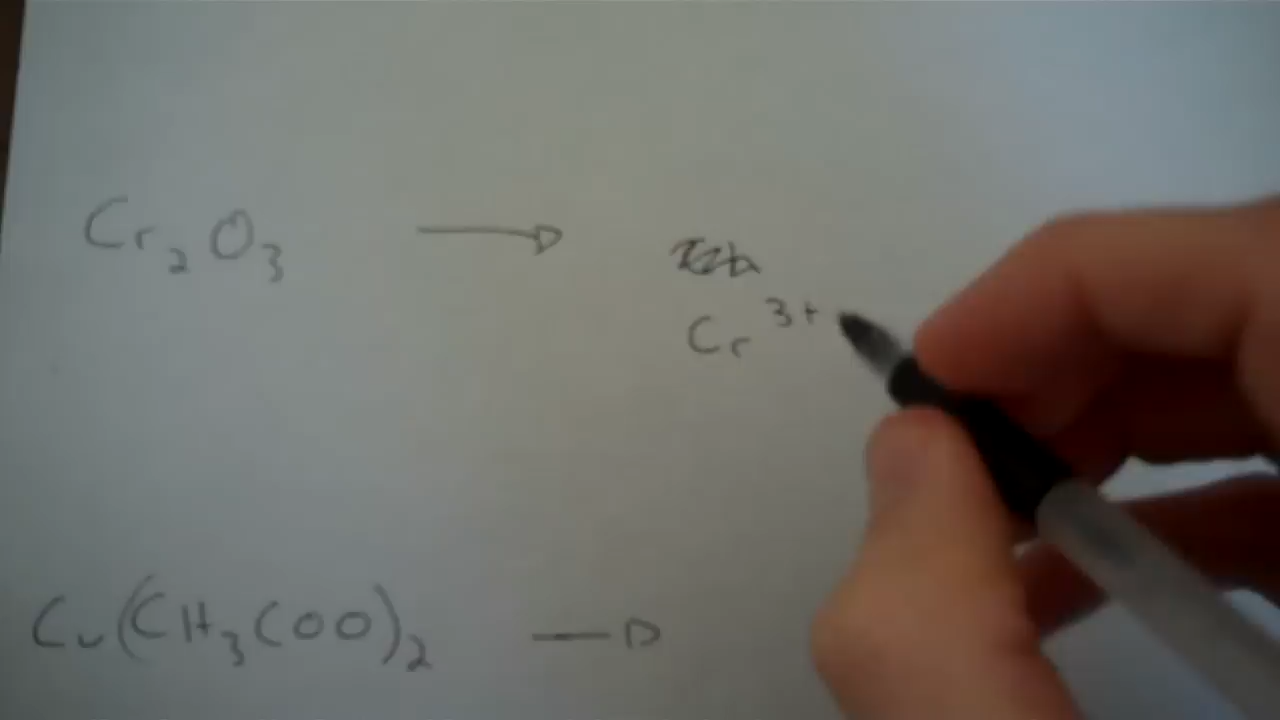 Cr₂O₃ →
Cr³⁺
Cu(CH₃COO)₂ →